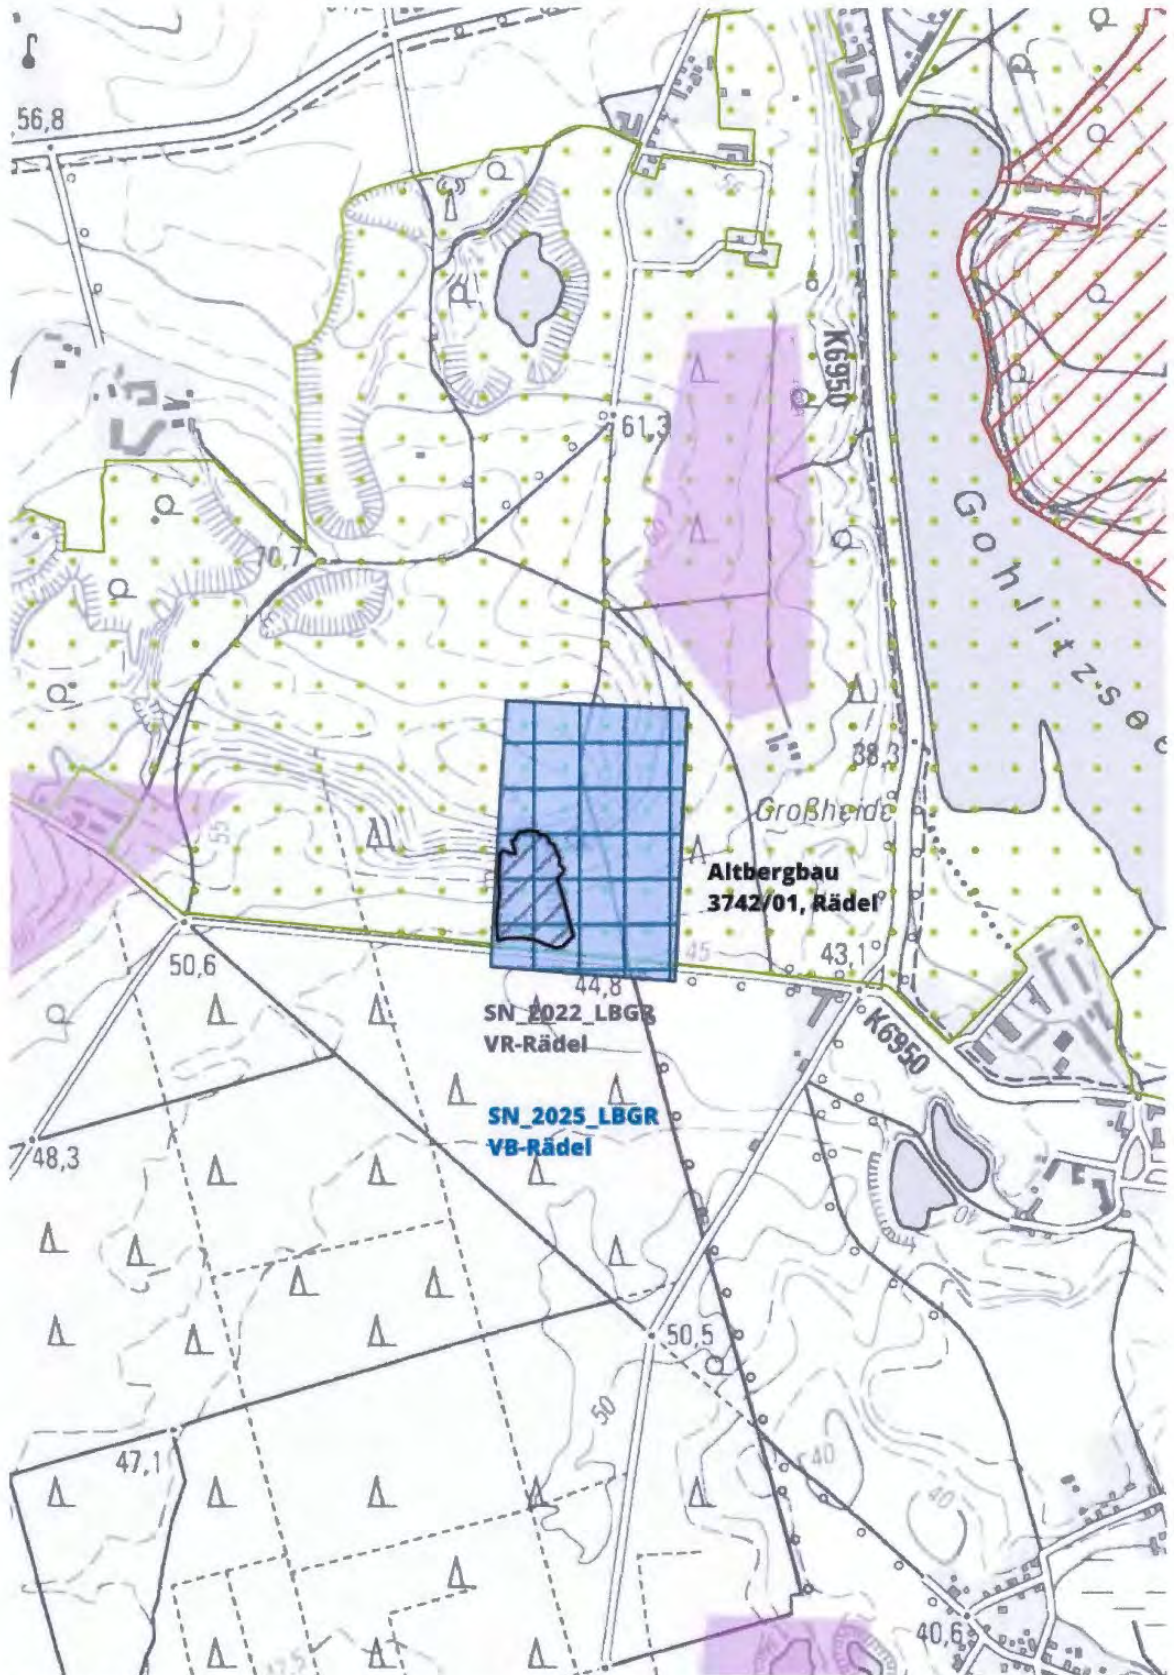 56,8
K6950
61,3
70,7
Gohlitzsee
38,3
Großheide
55
Altbergbau
3742/01, Rädel
50,6
45
43,1
44,8
SN_2022_LBGR
VR-Rädel
K6950
SN_2025_LBGR
VB-Rädel
48,3
40
50,5
50
47,1
40
40
40,6